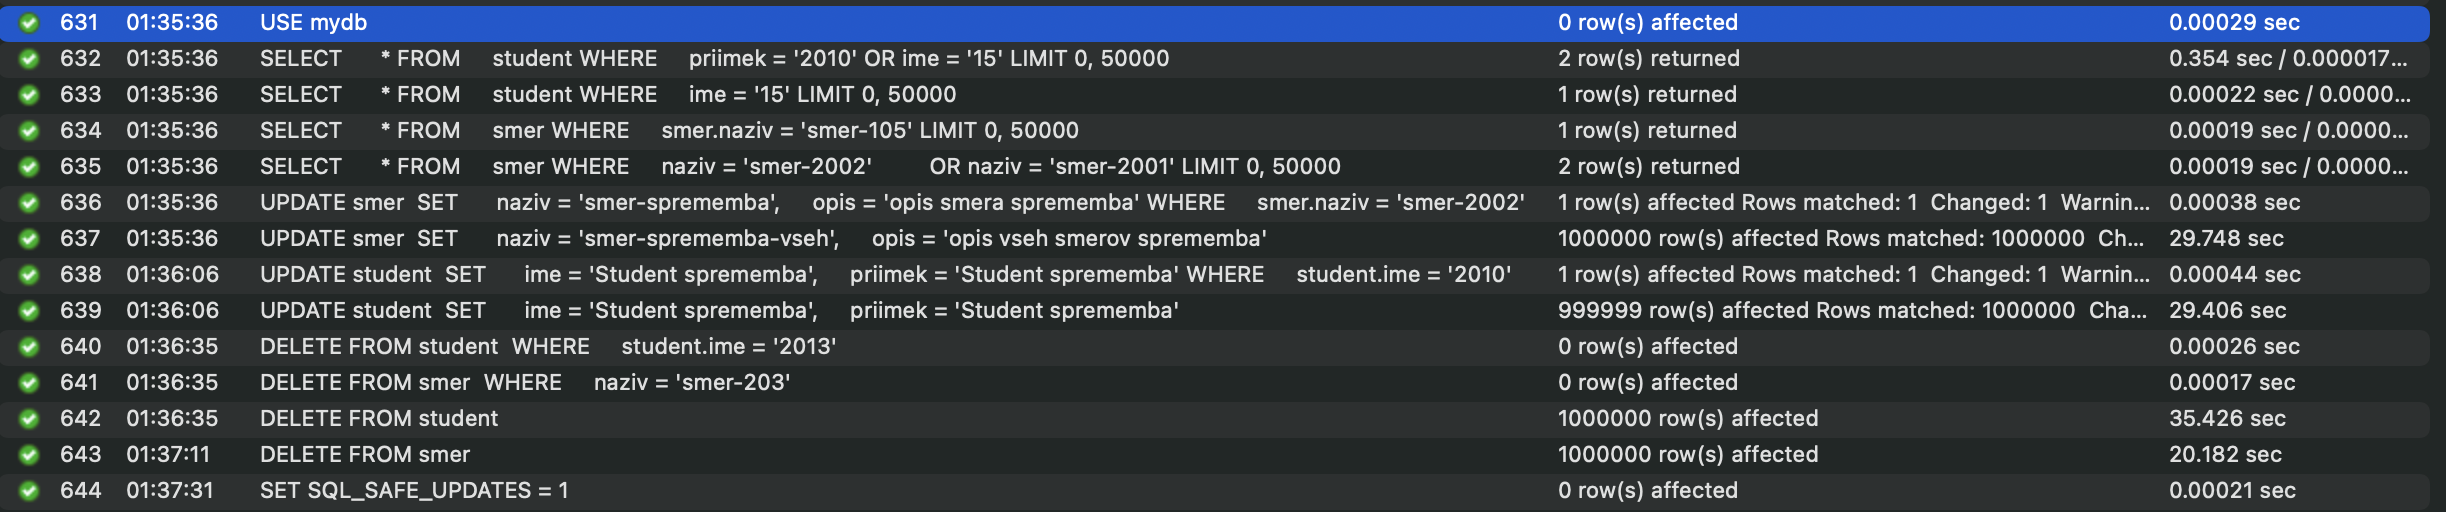 631 01:35:36 USE mydb 0 row(s) affected 0.00029 sec
632 01:35:36 SELECT * FROM student WHERE priimek = '2010' OR ime = '15' LIMIT 0, 50000 2 row(s) returned 0.354 sec / 0.000017...
633 01:35:36 SELECT * FROM student WHERE ime = '15' LIMIT 0, 50000 1 row(s) returned 0.00022 sec / 0.0000...
634 01:35:36 SELECT * FROM smer WHERE smer.naziv = 'smer-105' LIMIT 0, 50000 1 row(s) returned 0.00019 sec / 0.0000...
635 01:35:36 SELECT * FROM smer WHERE naziv = 'smer-2002' OR naziv = 'smer-2001' LIMIT 0, 50000 2 row(s) returned 0.00019 sec / 0.0000...
636 01:35:36 UPDATE smer SET naziv = 'smer-sprememba', opis = 'opis smera sprememba' WHERE smer.naziv = 'smer-2002' 1 row(s) affected Rows matched: 1 Changed: 1 Warnin... 0.00038 sec
637 01:35:36 UPDATE smer SET naziv = 'smer-sprememba-vseh', opis = 'opis vseh smerov sprememba' 1000000 row(s) affected Rows matched: 1000000 Ch... 29.748 sec
638 01:36:06 UPDATE student SET ime = 'Student sprememba', priimek = 'Student sprememba' WHERE student.ime = '2010' 1 row(s) affected Rows matched: 1 Changed: 1 Warnin... 0.00044 sec
639 01:36:06 UPDATE student SET ime = 'Student sprememba', priimek = 'Student sprememba' 999999 row(s) affected Rows matched: 1000000 Cha... 29.406 sec
640 01:36:35 DELETE FROM student WHERE student.ime = '2013' 0 row(s) affected 0.00026 sec
641 01:36:35 DELETE FROM smer WHERE naziv = 'smer-203' 0 row(s) affected 0.00017 sec
642 01:36:35 DELETE FROM student 1000000 row(s) affected 35.426 sec
643 01:37:11 DELETE FROM smer 1000000 row(s) affected 20.182 sec
644 01:37:31 SET SQL_SAFE_UPDATES = 1 0 row(s) affected 0.00021 sec